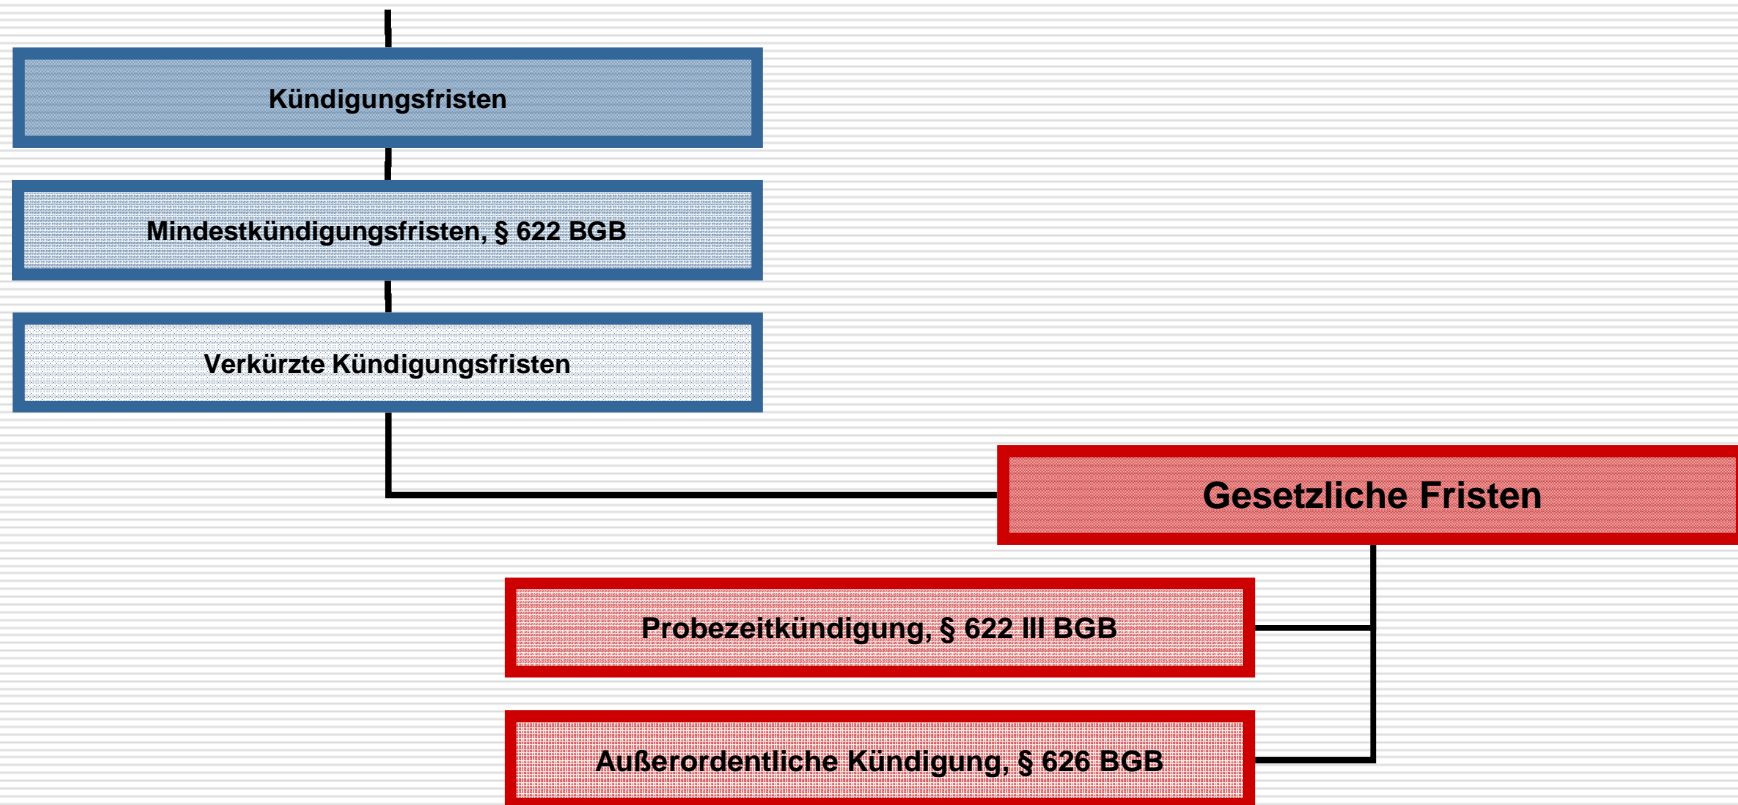 Kündigungsfristen
Mindestkündigungsfristen, § 622 BGB
Verkürzte Kündigungsfristen
Gesetzliche Fristen
Probezeitkündigung, § 622 III BGB
Außerordentliche Kündigung, § 626 BGB